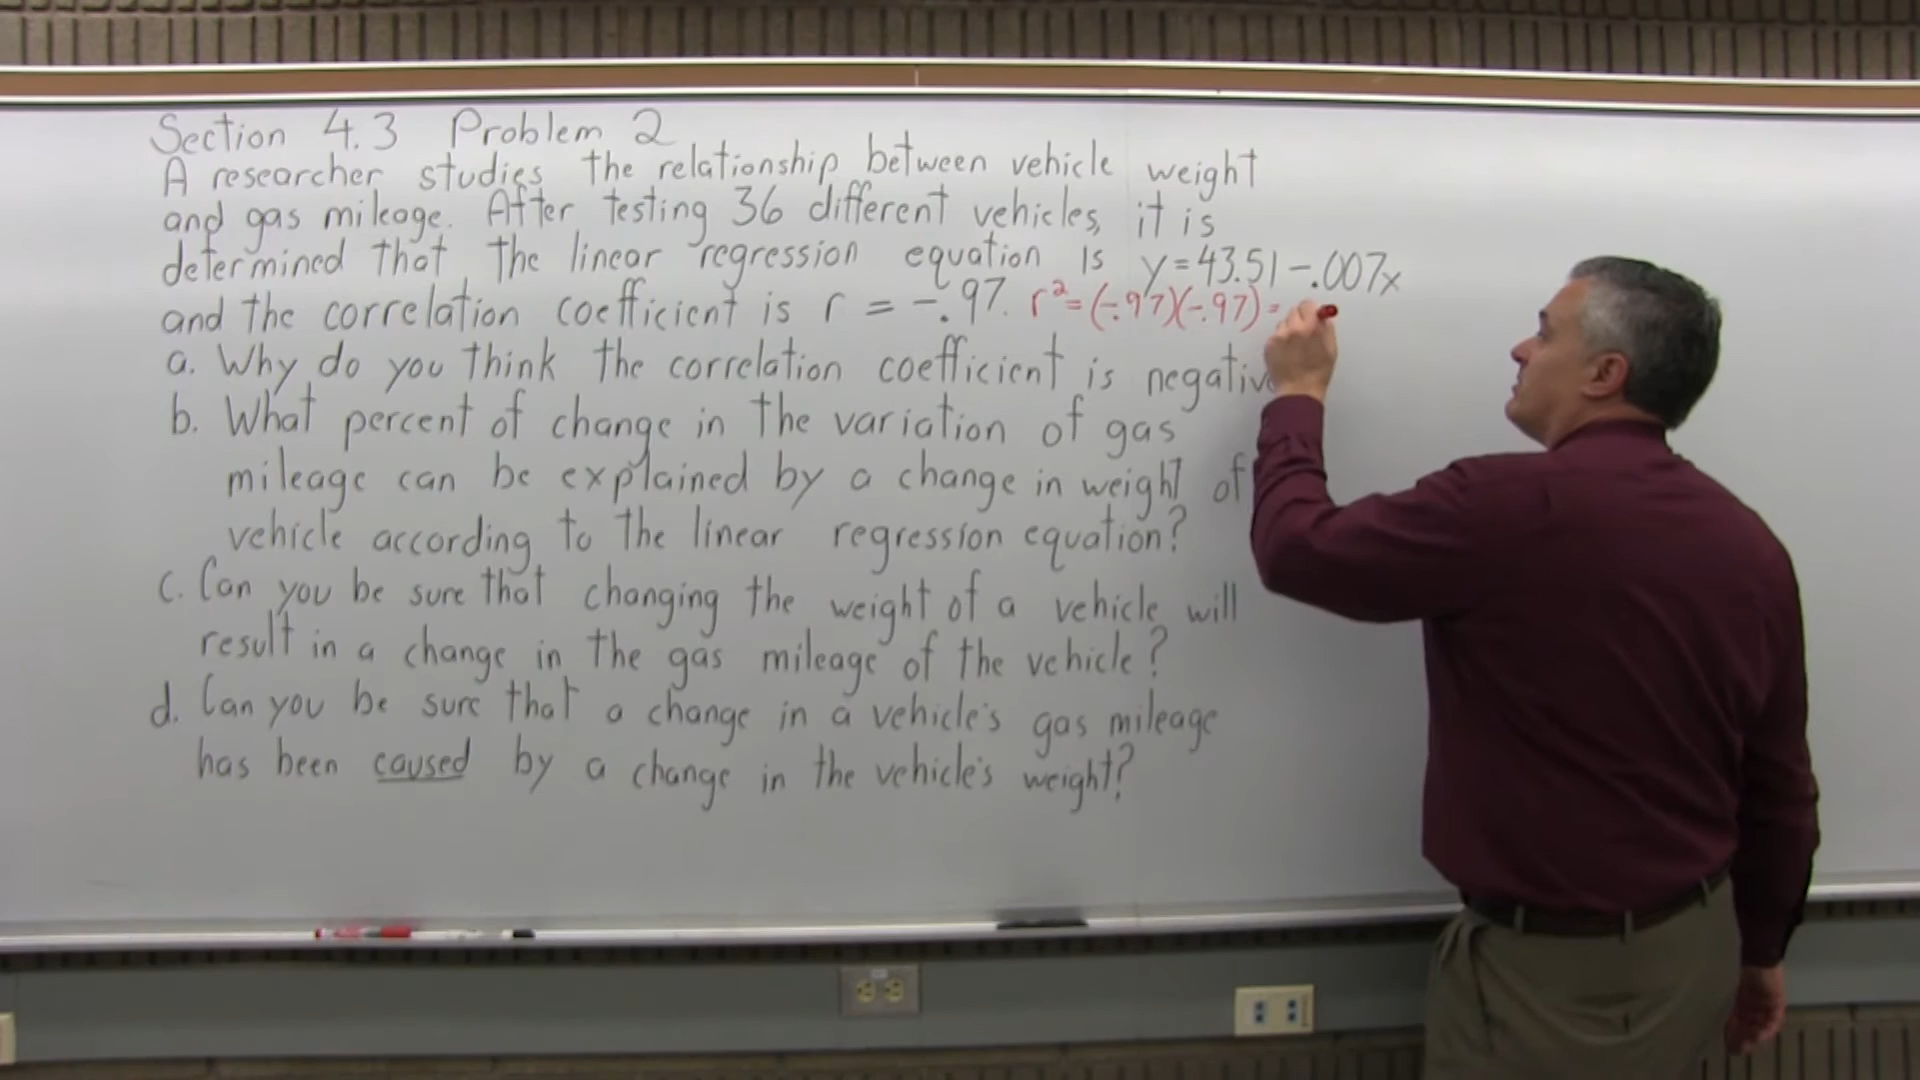 Section 4.3 Problem 2
A researcher studies the relationship between vehicle weight
and gas mileage. After testing 36 different vehicles, it is
determined that the linear regression equation is y = 43.51 - .007x
and the correlation coefficient is r = -.97. r² = (-.97)(-.97) =
a. Why do you think the correlation coefficient is negativ
b. What percent of change in the variation of gas
mileage can be explained by a change in weight of
vehicle according to the linear regression equation?
c. Can you be sure that changing the weight of a vehicle will
result in a change in the gas mileage of the vehicle?
d. Can you be sure that a change in a vehicle's gas mileage
has been caused by a change in the vehicle's weight?